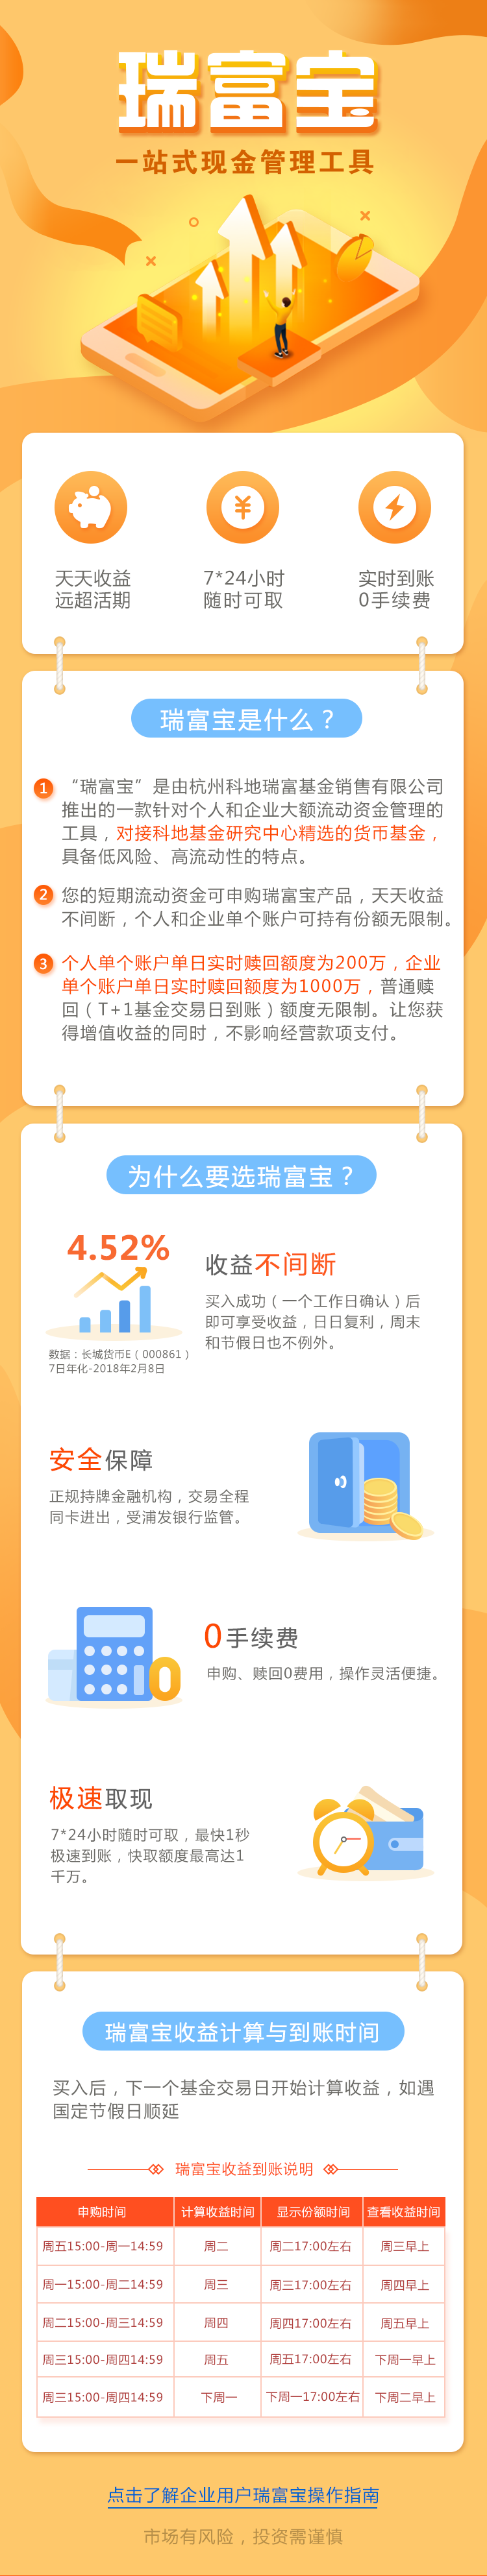 瑞富宝
一站式现金管理工具
天天收益
远超活期
7*24小时
随时可取
实时到账
0手续费
瑞富宝是什么？
1 “瑞富宝”是由杭州科地瑞富基金销售有限公司
推出的一款针对个人和企业大额流动资金管理的
工具，对接科地基金研究中心精选的货币基金，
具备低风险、高流动性的特点。
2 您的短期流动资金可申购瑞富宝产品，天天收益
不间断，个人和企业单个账户可持有份额无限制。
3 个人单个账户单日实时赎回额度为200万，企业
单个账户单日实时赎回额度为1000万，普通赎
回（T+1基金交易日到账）额度无限制。让您获
得增值收益的同时，不影响经营款项支付。
为什么要选瑞富宝？
4.52%
数据：长城货币E（000861）
7日年化-2018年2月8日
收益不间断
买入成功（一个工作日确认）后
即可享受收益，日日复利，周末
和节假日也不例外。
安全保障
正规持牌金融机构，交易全程
同卡进出，受浦发银行监管。
0手续费
申购、赎回0费用，操作灵活便捷。
极速取现
7*24小时随时可取，最快1秒
极速到账，快取额度最高达1
千万。
瑞富宝收益计算与到账时间
买入后，下一个基金交易日开始计算收益，如遇
国定节假日顺延
瑞富宝收益到账说明
申购时间 计算收益时间 显示份额时间 查看收益时间
周五15:00-周一14:59 周二 周二17:00左右 周三早上
周一15:00-周二14:59 周三 周三17:00左右 周四早上
周二15:00-周三14:59 周四 周四17:00左右 周五早上
周三15:00-周四14:59 周五 周五17:00左右 下周一早上
周三15:00-周四14:59 下周一 下周一17:00左右 下周二早上
点击了解企业用户瑞富宝操作指南
市场有风险，投资需谨慎